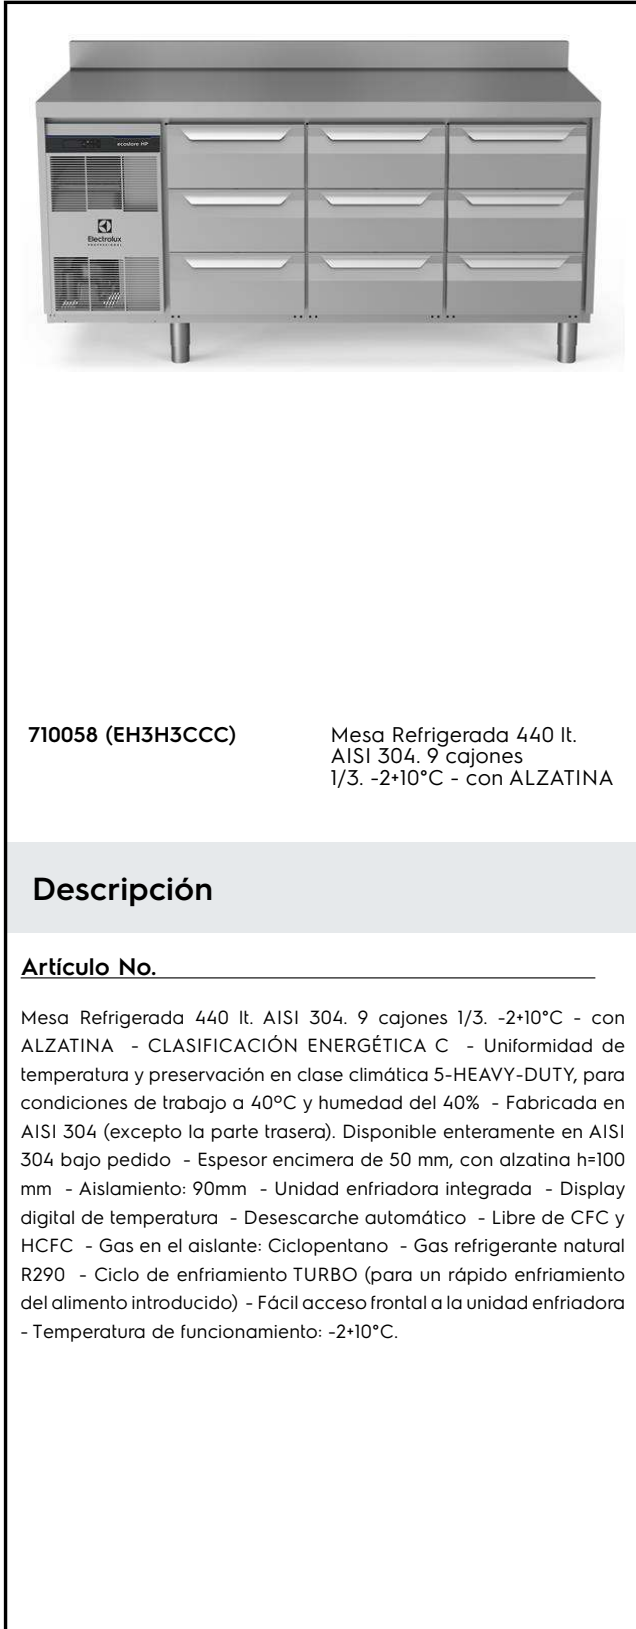 ecostore HP
Electrolux
PROFESSIONAL
710058 (EH3H3CCC)
Mesa Refrigerada 440 lt.
AISI 304. 9 cajones
1/3. -2+10°C - con ALZATINA
Descripción
Artículo No.
Mesa Refrigerada 440 lt. AISI 304. 9 cajones 1/3. -2+10°C - con
ALZATINA - CLASIFICACIÓN ENERGÉTICA C - Uniformidad de
temperatura y preservación en clase climática 5-HEAVY-DUTY, para
condiciones de trabajo a 40ºC y humedad del 40% - Fabricada en
AISI 304 (excepto la parte trasera). Disponible enteramente en AISI
304 bajo pedido - Espesor encimera de 50 mm, con alzatina h=100
mm - Aislamiento: 90mm - Unidad enfriadora integrada - Display
digital de temperatura - Desescarche automático - Libre de CFC y
HCFC - Gas en el aislante: Ciclopentano - Gas refrigerante natural
R290 - Ciclo de enfriamiento TURBO (para un rápido enfriamiento
del alimento introducido) - Fácil acceso frontal a la unidad enfriadora
- Temperatura de funcionamiento: -2+10°C.